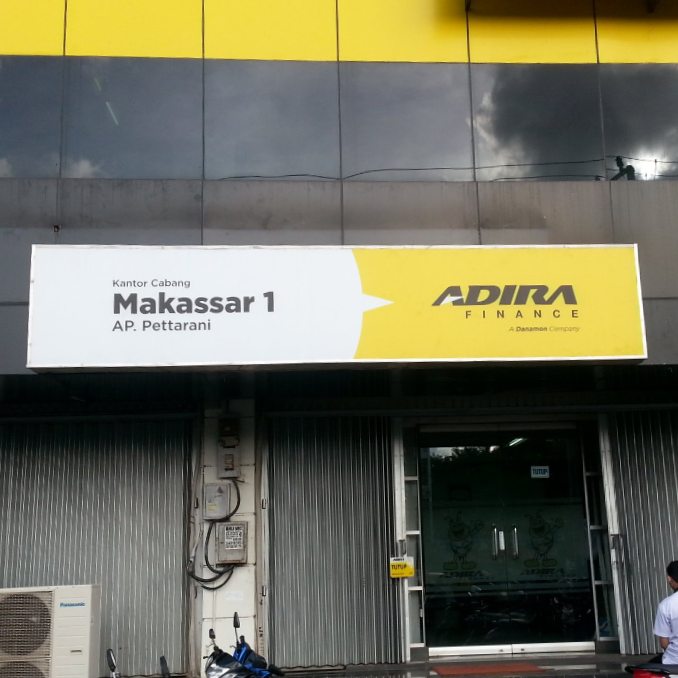 Kantor Cabang
Makassar 1
AP. Pettarani
ADIRA
FINANCE
A Danamon Company
TUTUP
TUTUP
Panasonic